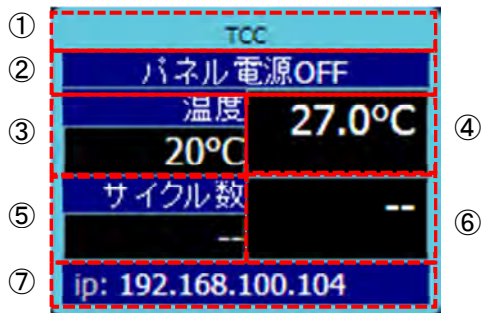 ① TCC
② パネル電源OFF
③ 温度 27.0°C ④
20°C
⑤ サイクル数 -- ⑥
--
⑦ ip: 192.168.100.104